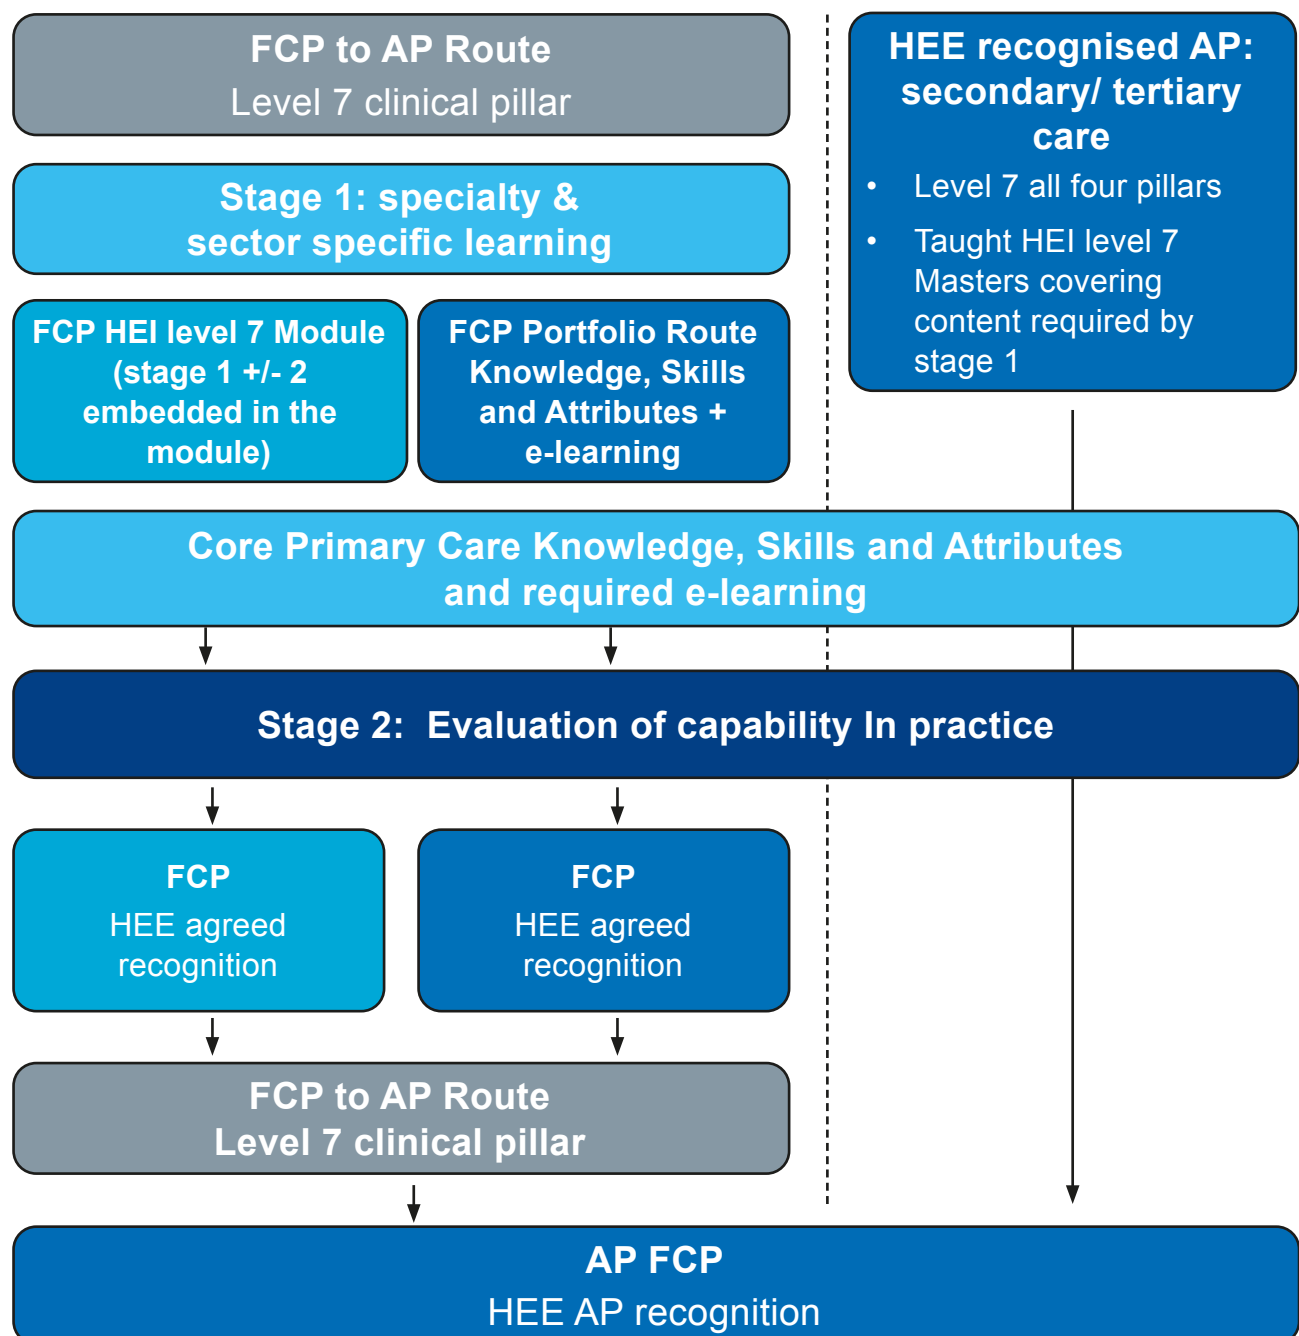 FCP to AP Route
Level 7 clinical pillar
HEE recognised AP:
secondary/ tertiary
care
• Level 7 all four pillars
• Taught HEI level 7
Masters covering
content required by
stage 1
Stage 1: specialty &
sector specific learning
FCP HEI level 7 Module
(stage 1 +/- 2
embedded in the
module)
FCP Portfolio Route
Knowledge, Skills
and Attributes +
e-learning
Core Primary Care Knowledge, Skills and Attributes
and required e-learning
Stage 2:  Evaluation of capability In practice
FCP
HEE agreed
recognition
FCP
HEE agreed
recognition
FCP to AP Route
Level 7 clinical pillar
AP FCP
HEE AP recognition